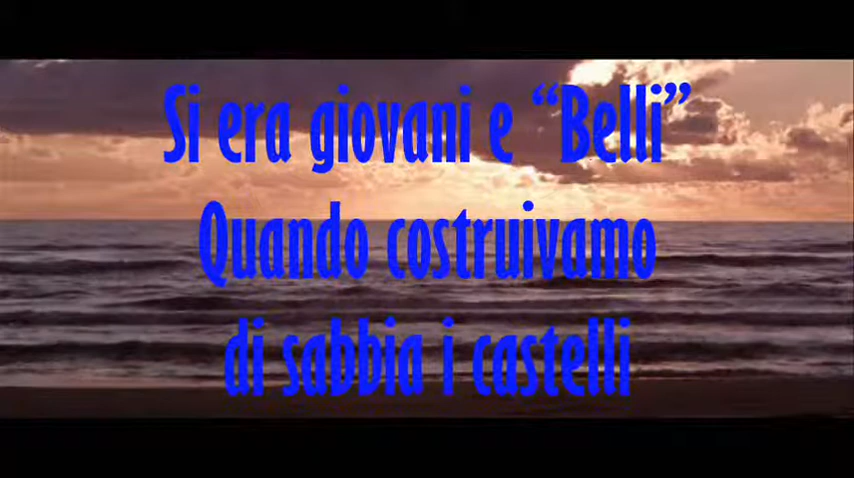 Si era giovani e “Belli”
Quando costruivamo
di sabbia i castelli